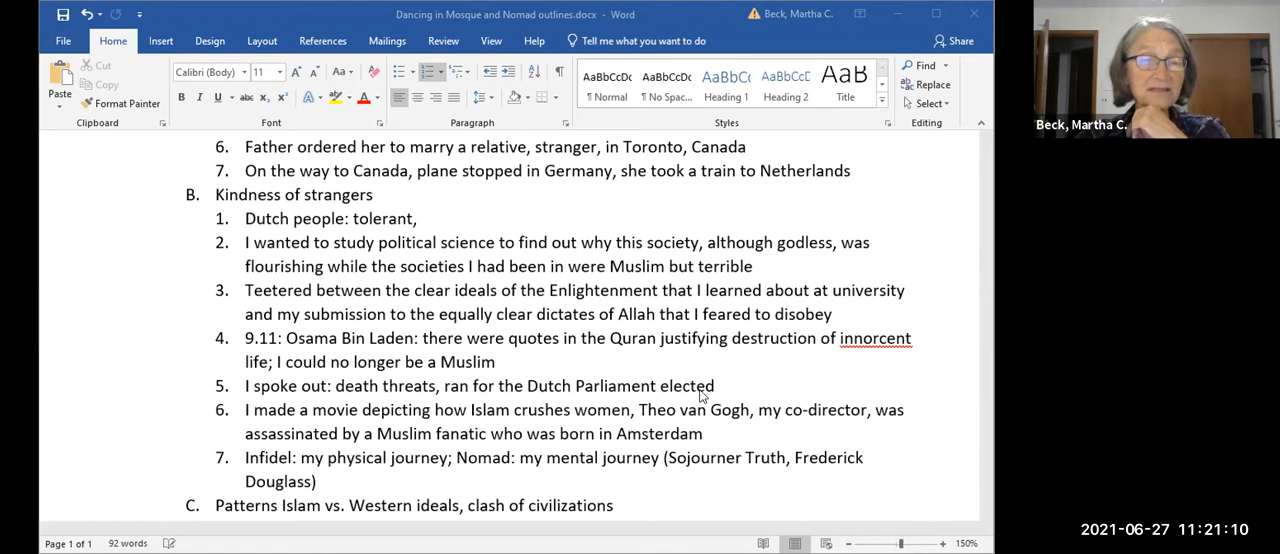 Dancing in Mosque and Nomad outlines.docx - Word
Beck, Martha C.
File Home Insert Design Layout References Mailings Review View Help Tell me what you want to do Share
Paste
Cut
Copy
Format Painter
Clipboard
Calibri (Body) 11
Font
Paragraph
AaBbCcDc AaBbCcDc AaBbC( AaBbCcD AaB
¶ Normal ¶ No Spac... Heading 1 Heading 2 Title
Styles
Find
Replace
Select
Editing
Beck, Martha C.
6. Father ordered her to marry a relative, stranger, in Toronto, Canada
7. On the way to Canada, plane stopped in Germany, she took a train to Netherlands
B. Kindness of strangers
1. Dutch people: tolerant,
2. I wanted to study political science to find out why this society, although godless, was
flourishing while the societies I had been in were Muslim but terrible
3. Teetered between the clear ideals of the Enlightenment that I learned about at university
and my submission to the equally clear dictates of Allah that I feared to disobey
4. 9.11: Osama Bin Laden: there were quotes in the Quran justifying destruction of innorcent
life; I could no longer be a Muslim
5. I spoke out: death threats, ran for the Dutch Parliament elected
6. I made a movie depicting how Islam crushes women, Theo van Gogh, my co-director, was
assassinated by a Muslim fanatic who was born in Amsterdam
7. Infidel: my physical journey; Nomad: my mental journey (Sojourner Truth, Frederick
Douglass)
C. Patterns Islam vs. Western ideals, clash of civilizations
Page 1 of 1 92 words 150%
2021-06-27 11:21:10